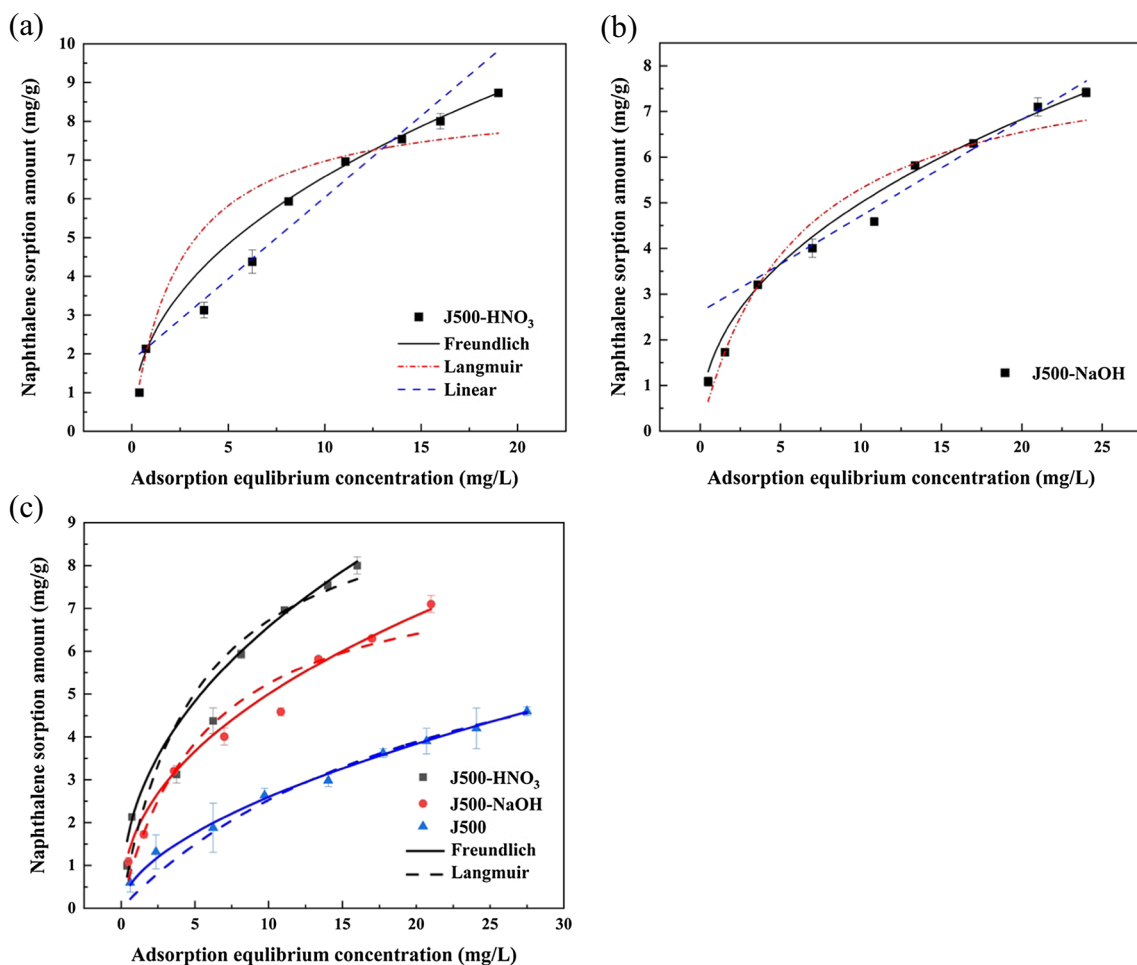 (a)
10
9
8
7
6
5
4
3
2
1
0
Naphthalene sorption amount (mg/g)
J500-HNO₃
Freundlich
Langmuir
Linear
0 5 10 15 20
Adsorption equlibrium concentration (mg/L)
(b)
8
7
6
5
4
3
2
1
0
Naphthalene sorption amount (mg/g)
J500-NaOH
0 5 10 15 20 25
Adsorption equlibrium concentration (mg/L)
(c)
9
8
7
6
5
4
3
2
1
0
Naphthalene sorption amount (mg/g)
J500-HNO₃
J500-NaOH
J500
Freundlich
Langmuir
0 5 10 15 20 25 30
Adsorption equlibrium concentration (mg/L)